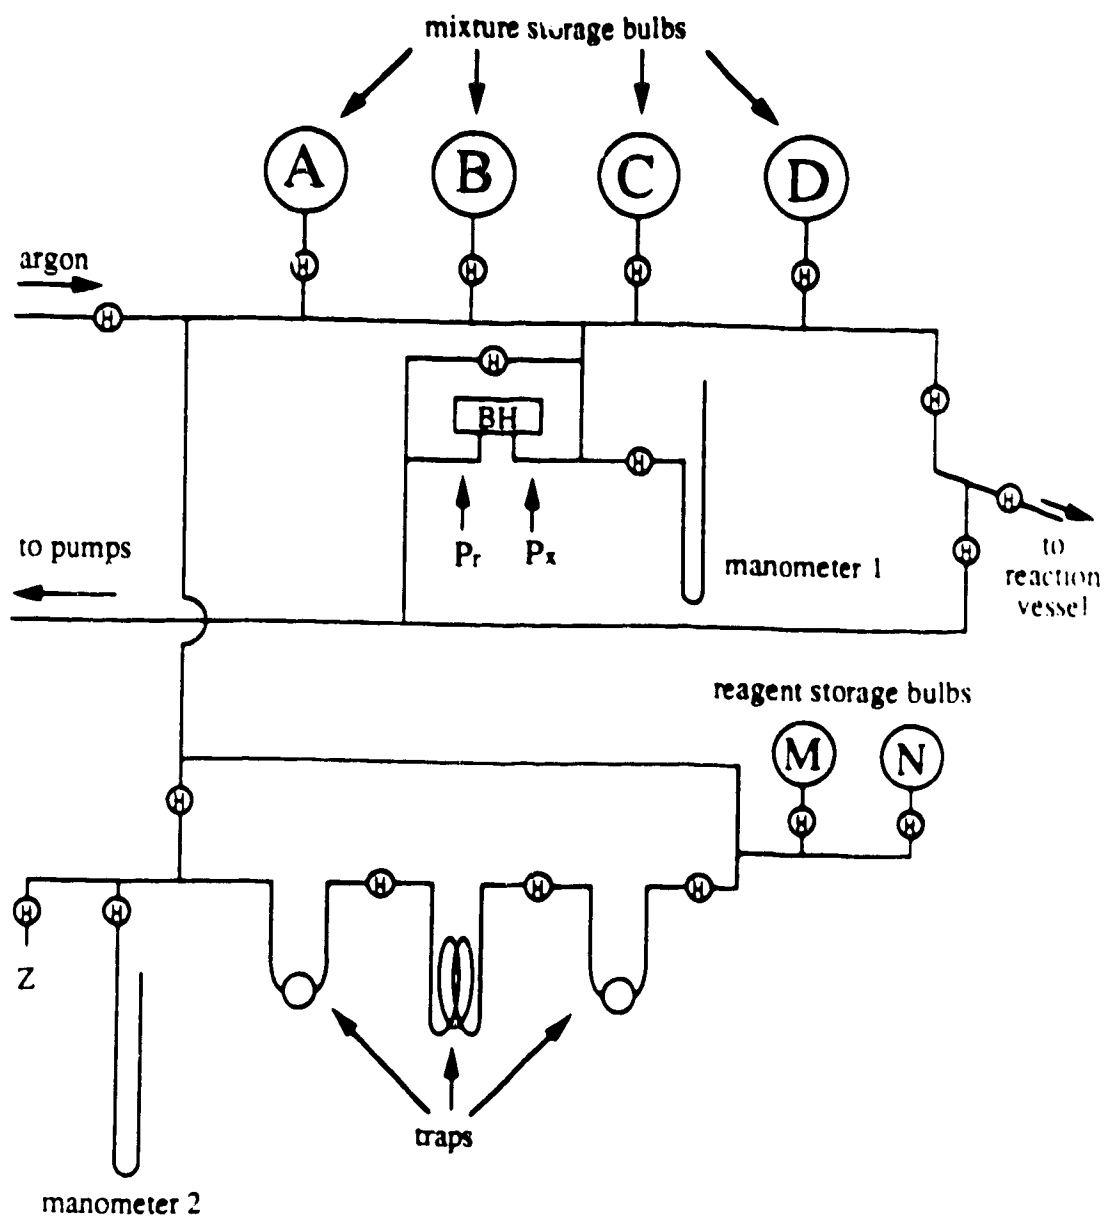 mixture storage bulbs
A B C D
H H H H
argon
H
H
BH
H
H
Pr Px
H
to pumps
manometer 1
H
to
reaction
vessel
reagent storage bulbs
M N
H
H H
H H H
H H H
Z
traps
manometer 2